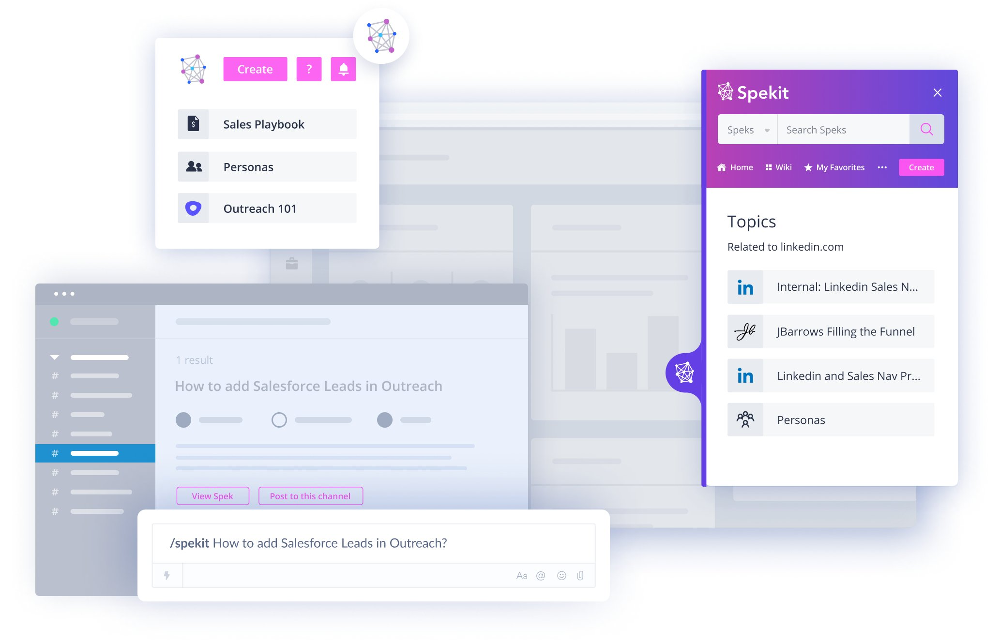 Create
?
Sales Playbook
Personas
Outreach 101
Spekit
Speks
Search Speks
Home
Wiki
My Favorites
Create
Topics
Related to linkedin.com
in
Internal: Linkedin Sales N...
Jb
JBarrows Filling the Funnel
in
Linkedin and Sales Nav Pr...
Personas
1 result
How to add Salesforce Leads in Outreach
#
#
#
#
#
#
#
#
View Spek
Post to this channel
/spekit How to add Salesforce Leads in Outreach?
Aa @